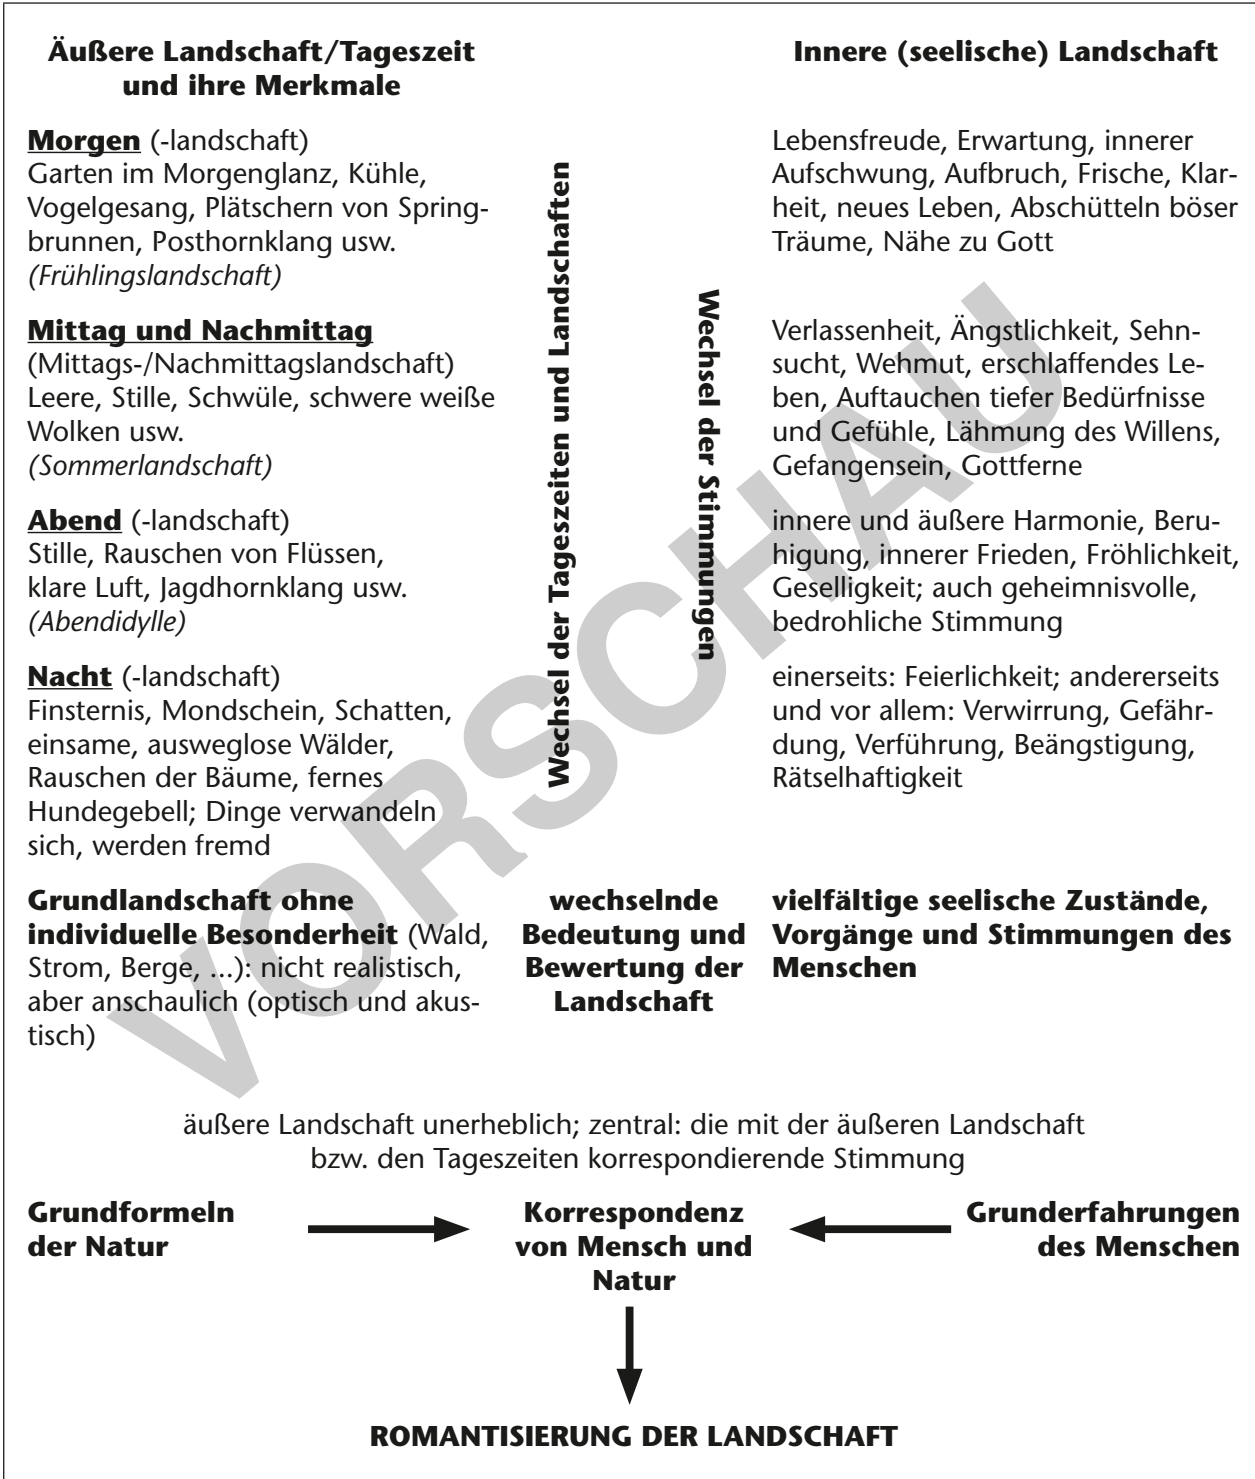 Äußere Landschaft/Tageszeit
und ihre Merkmale
Innere (seelische) Landschaft
Morgen (-landschaft)
Garten im Morgenglanz, Kühle,
Vogelgesang, Plätschern von Spring-
brunnen, Posthornklang usw.
(Frühlingslandschaft)
Lebensfreude, Erwartung, innerer
Aufschwung, Aufbruch, Frische, Klar-
heit, neues Leben, Abschütteln böser
Träume, Nähe zu Gott
Mittag und Nachmittag
(Mittags-/Nachmittagslandschaft)
Leere, Stille, Schwüle, schwere weiße
Wolken usw.
(Sommerlandschaft)
Verlassenheit, Ängstlichkeit, Sehn-
sucht, Wehmut, erschlaffendes Le-
ben, Auftauchen tiefer Bedürfnisse
und Gefühle, Lähmung des Willens,
Gefangensein, Gottferne
Abend (-landschaft)
Stille, Rauschen von Flüssen,
klare Luft, Jagdhornklang usw.
(Abendidylle)
innere und äußere Harmonie, Beru-
higung, innerer Frieden, Fröhlichkeit,
Geselligkeit; auch geheimnisvolle,
bedrohliche Stimmung
Nacht (-landschaft)
Finsternis, Mondschein, Schatten,
einsame, ausweglose Wälder,
Rauschen der Bäume, fernes
Hundegebell; Dinge verwandeln
sich, werden fremd
einerseits: Feierlichkeit; andererseits
und vor allem: Verwirrung, Gefähr-
dung, Verführung, Beängstigung,
Rätselhaftigkeit
Wechsel der Tageszeiten und Landschaften
Wechsel der Stimmungen
Grundlandschaft ohne
individuelle Besonderheit (Wald,
Strom, Berge, ...): nicht realistisch,
aber anschaulich (optisch und akus-
tisch)
wechselnde
Bedeutung und
Bewertung der
Landschaft
vielfältige seelische Zustände,
Vorgänge und Stimmungen des
Menschen
äußere Landschaft unerheblich; zentral: die mit der äußeren Landschaft
bzw. den Tageszeiten korrespondierende Stimmung
Grundformeln
der Natur
Korrespondenz
von Mensch und
Natur
Grunderfahrungen
des Menschen
ROMANTISIERUNG DER LANDSCHAFT
VORSCHAU